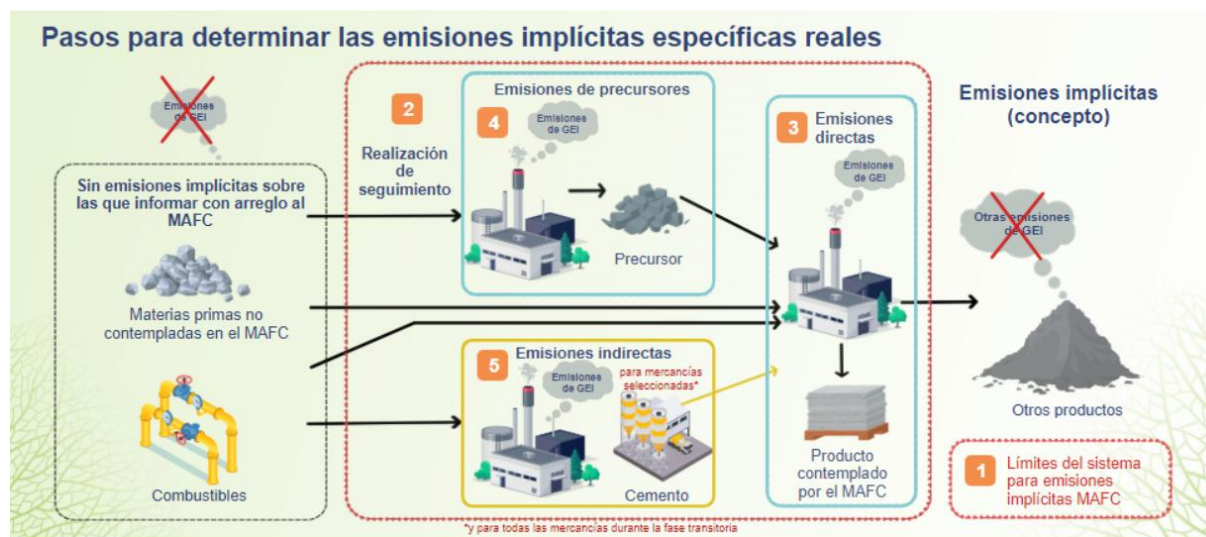 Pasos para determinar las emisiones implícitas específicas reales
Emisiones
de GEI
Sin emisiones implícitas sobre
las que informar con arreglo al
MAFC
Materias primas no
contempladas en el MAFC
Combustibles
2
Realización
de
seguimiento
Emisiones de precursores
4
Emisiones
de GEI
Precursor
5
Emisiones indirectas
Emisiones
de GEI
para mercancías
seleccionadas*
Cemento
3
Emisiones
directas
Emisiones
de GEI
Producto
contemplado
por el MAFC
*y para todas las mercancías durante la fase transitoria
Emisiones implícitas
(concepto)
Otras emisiones
de GEI
Otros productos
1
Límites del sistema
para emisiones
implícitas MAFC